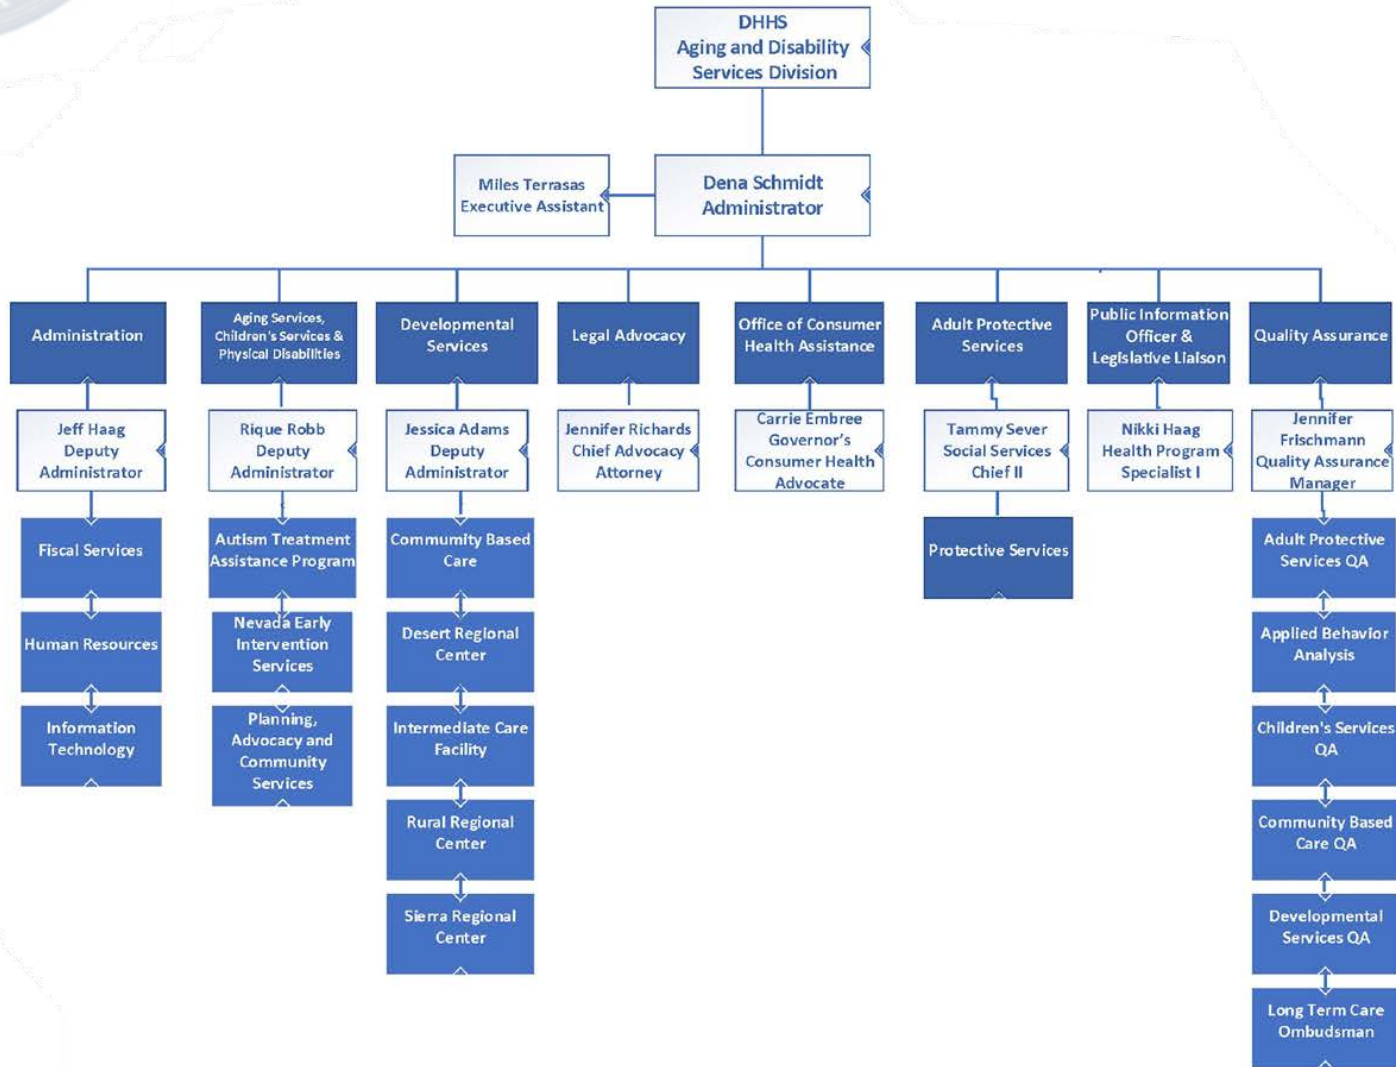 DHHS
Aging and Disability
Services Division
Miles Terrasas
Executive Assistant
Dena Schmidt
Administrator
Administration
Aging Services,
Children's Services &
Physical Disabilities
Developmental
Services
Legal Advocacy
Office of Consumer
Health Assistance
Adult Protective
Services
Public Information
Officer &
Legislative Liaison
Quality Assurance
Jeff Haag
Deputy
Administrator
Rique Robb
Deputy
Administrator
Jessica Adams
Deputy
Administrator
Jennifer Richards
Chief Advocacy
Attorney
Carrie Embree
Governor's
Consumer Health
Advocate
Tammy Sever
Social Services
Chief II
Nikki Haag
Health Program
Specialist I
Jennifer
Frischmann
Quality Assurance
Manager
Fiscal Services
Human Resources
Information
Technology
Autism Treatment
Assistance Program
Nevada Early
Intervention
Services
Planning,
Advocacy and
Community
Services
Community Based
Care
Desert Regional
Center
Intermediate Care
Facility
Rural Regional
Center
Sierra Regional
Center
Protective Services
Adult Protective
Services QA
Applied Behavior
Analysis
Children's Services
QA
Community Based
Care QA
Developmental
Services QA
Long Term Care
Ombudsman